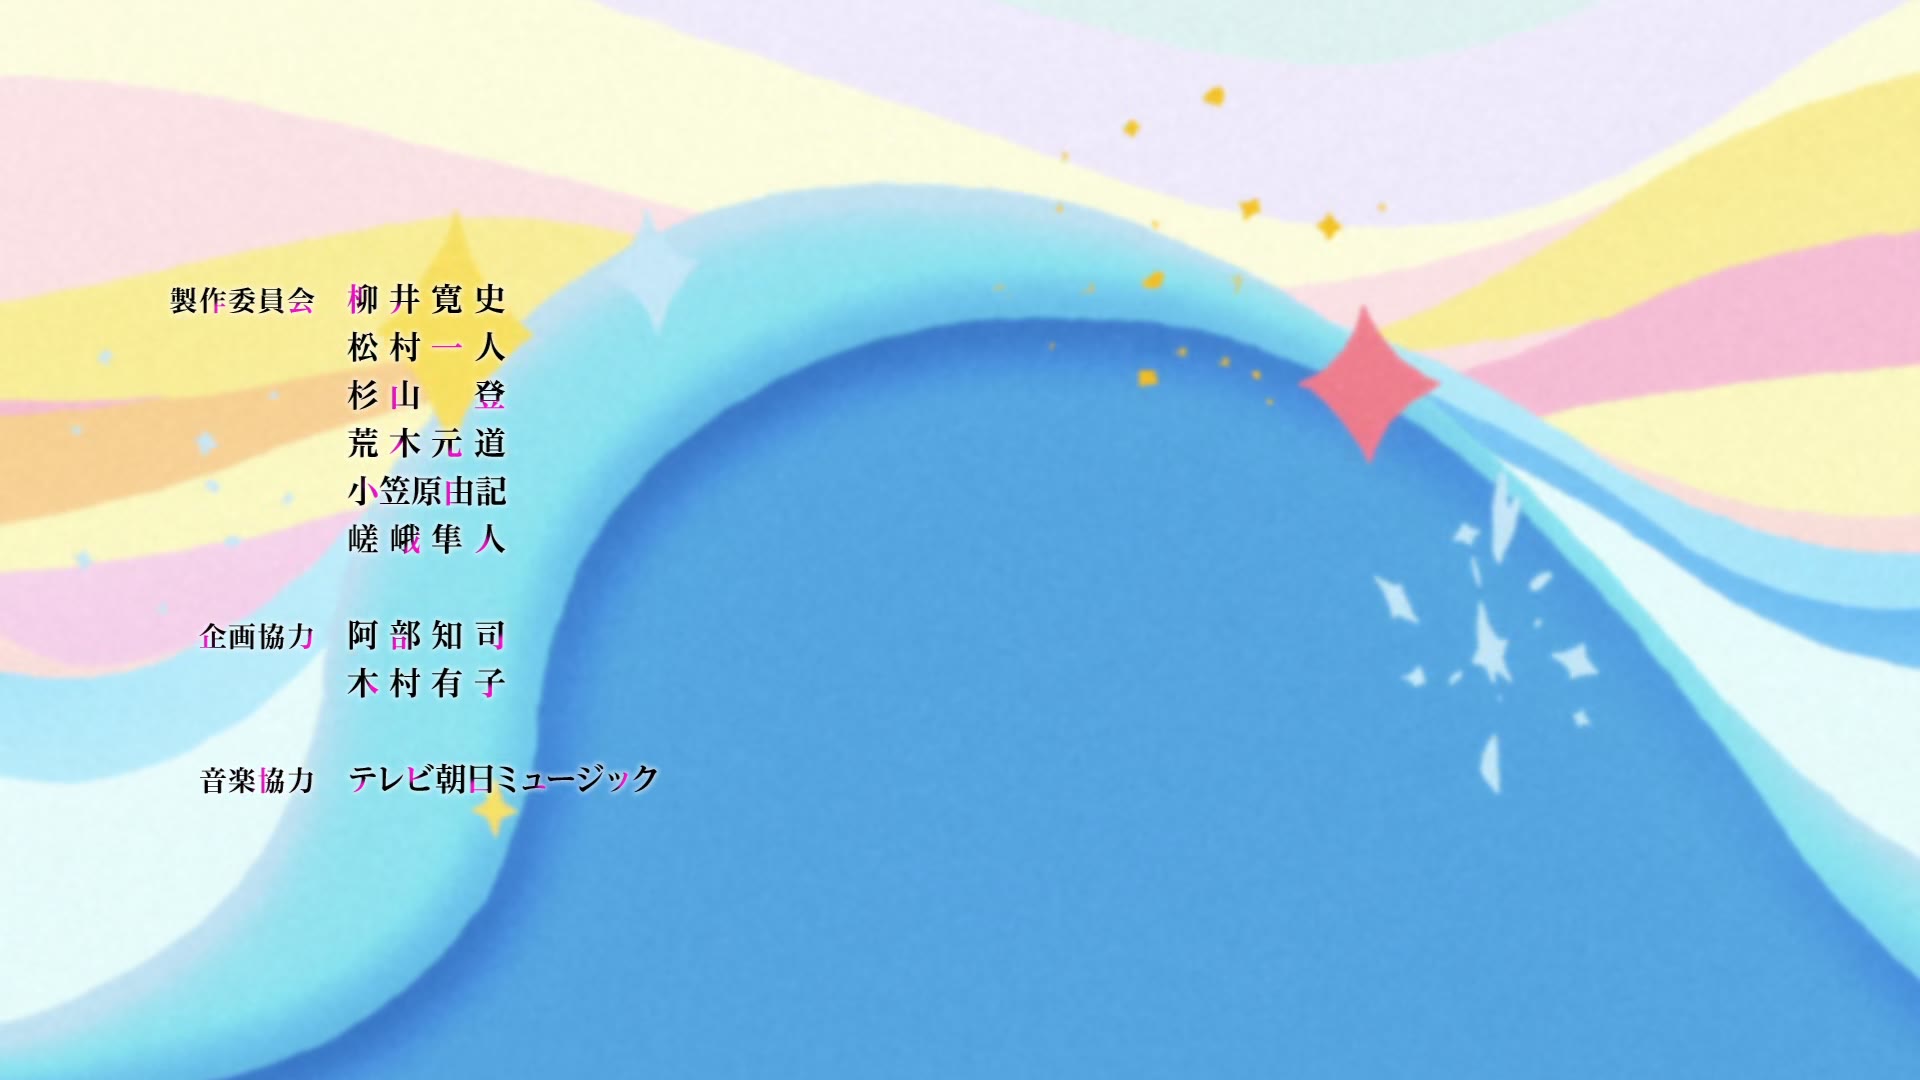 製作委員会 柳井寛史
松村一人
杉山 登
荒木元道
小笠原由記
嵯峨隼人
企画協力 阿部知司
木村有子
音楽協力 テレビ朝日ミュージック